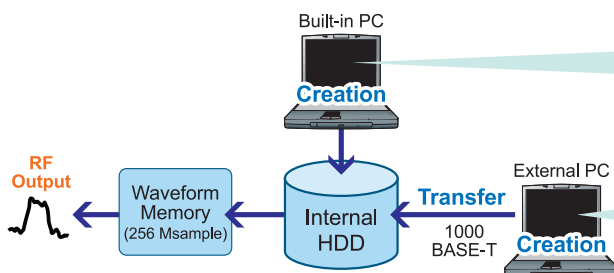 Built-in PC
Creation
RF
Output
Waveform
Memory
(256 Msample)
Internal
HDD
Transfer
1000
BASE-T
External PC
Creation